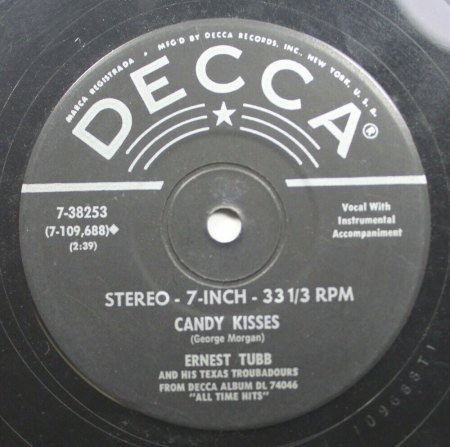 MARCA REGISTRADA • MF'G'D BY DECCA RECORDS, INC., NEW YORK, U. S. A.
DECCA®
7-38253
(7-109,688)◆
(2:39)
Vocal With
Instrumental
Accompaniment
STEREO - 7-INCH - 33 1/3 RPM
CANDY KISSES
(George Morgan)
ERNEST TUBB
AND HIS TEXAS TROUBADOURS
FROM DECCA ALBUM DL 74046
"ALL TIME HITS"